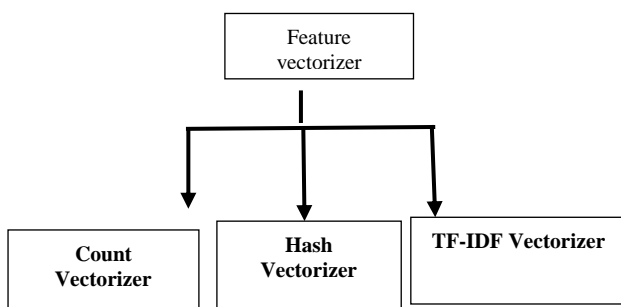 Feature
vectorizer
Count
Vectorizer
Hash
Vectorizer
TF-IDF Vectorizer